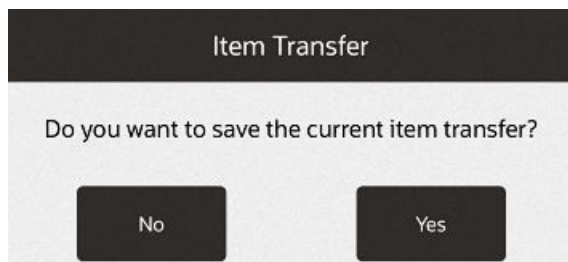 Item Transfer
Do you want to save the current item transfer?
No
Yes